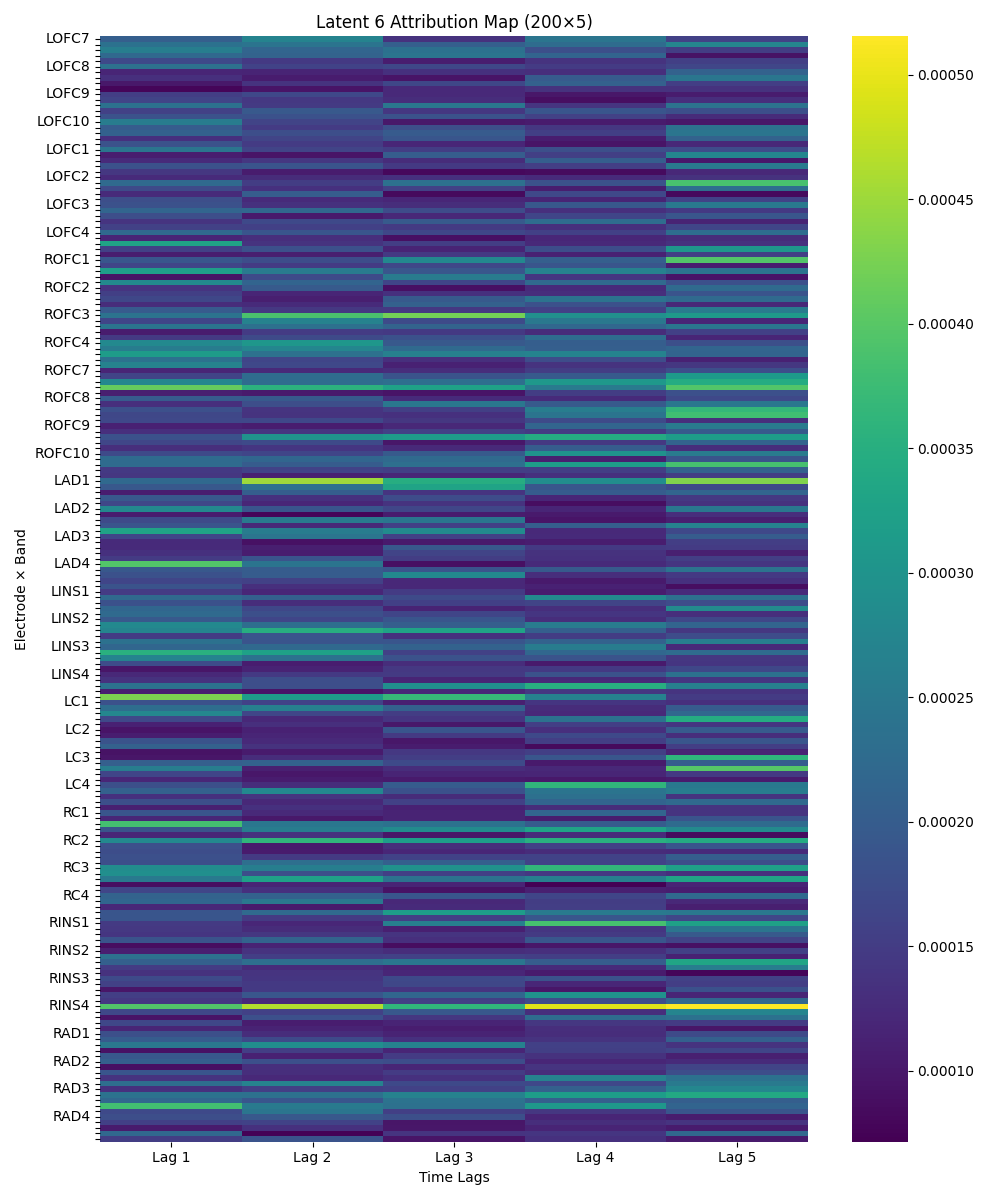 Latent 6 Attribution Map (200×5)
LOFC7
LOFC8
LOFC9
LOFC10
LOFC1
LOFC2
LOFC3
LOFC4
ROFC1
ROFC2
ROFC3
ROFC4
ROFC7
ROFC8
ROFC9
ROFC10
LAD1
LAD2
LAD3
LAD4
LINS1
LINS2
LINS3
LINS4
LC1
LC2
LC3
LC4
RC1
RC2
RC3
RC4
RINS1
RINS2
RINS3
RINS4
RAD1
RAD2
RAD3
RAD4
Electrode × Band
Lag 1 Lag 2 Lag 3 Lag 4 Lag 5
Time Lags
0.00050
0.00045
0.00040
0.00035
0.00030
0.00025
0.00020
0.00015
0.00010